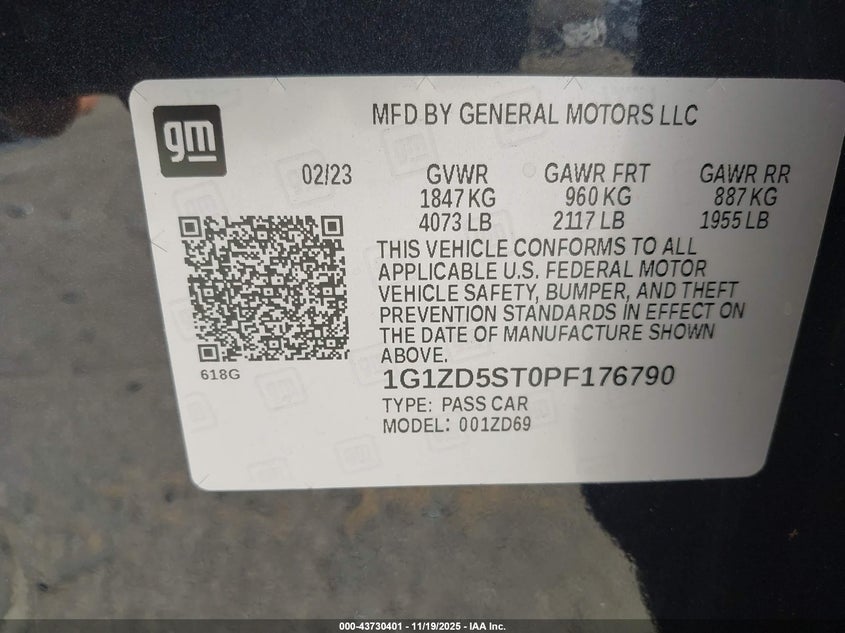 gm
MFD BY GENERAL MOTORS LLC
02/23 GVWR GAWR FRT GAWR RR
1847 KG 960 KG 887 KG
4073 LB 2117 LB 1955 LB
THIS VEHICLE CONFORMS TO ALL
APPLICABLE U.S. FEDERAL MOTOR
VEHICLE SAFETY, BUMPER, AND THEFT
PREVENTION STANDARDS IN EFFECT ON
THE DATE OF MANUFACTURE SHOWN
ABOVE.
618G
1G1ZD5ST0PF176790
TYPE: PASS CAR
MODEL: 001ZD69
000-43730401 - 11/19/2025 - IAA Inc.